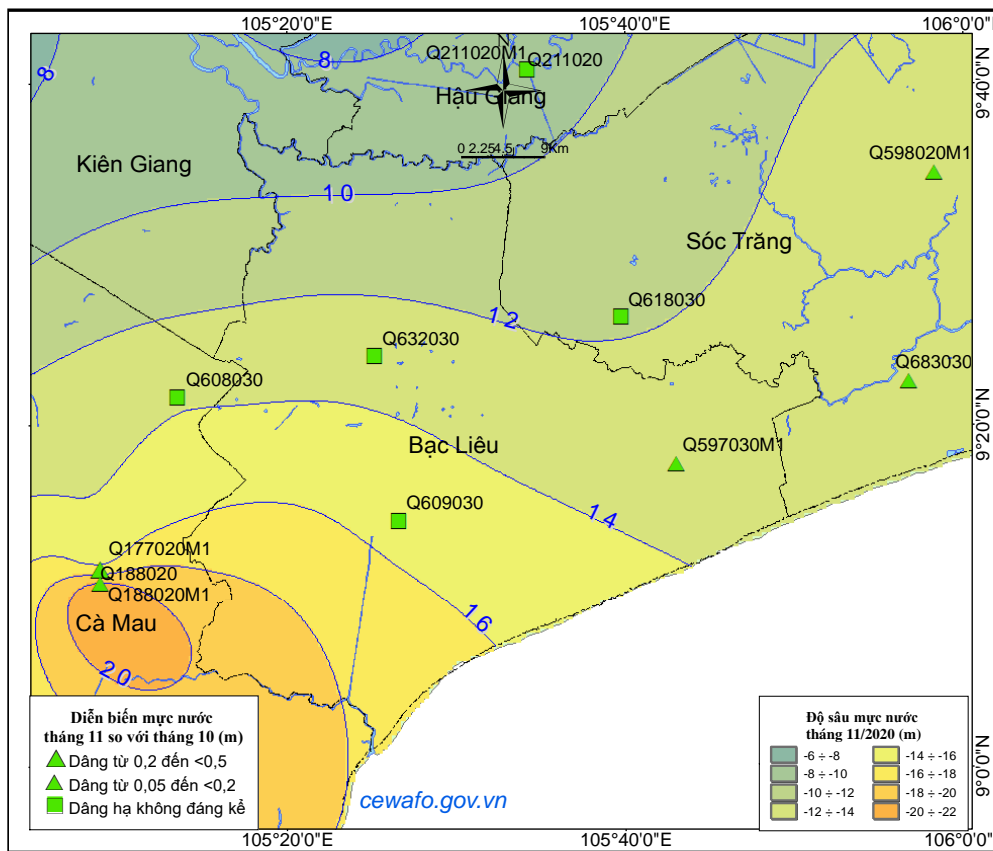 105°20'0"E
105°40'0"E
106°0'0"E
8
8
Q211020M1
Q211020
9°40'0"N
Hậu Giang
0 2.25 4.5 9Km
Kiên Giang
Q598020M1
10
Sóc Trăng
Q618030
12
Q632030
Q683030
Q608030
9°20'0"N
Bạc Liêu
Q597030M1
Q609030
14
Q177020M1
Q188020
Q188020M1
Cà Mau
16
20
Diễn biến mực nước
tháng 11 so với tháng 10 (m)
Dâng từ 0,2 đến <0,5
Dâng từ 0,05 đến <0,2
Dâng hạ không đáng kể
cewafo.gov.vn
Độ sâu mực nước
tháng 11/2020 (m)
-6 ÷ -8
-8 ÷ -10
-10 ÷ -12
-12 ÷ -14
-14 ÷ -16
-16 ÷ -18
-18 ÷ -20
-20 ÷ -22
9°0'0"N
105°20'0"E
105°40'0"E
106°0'0"E